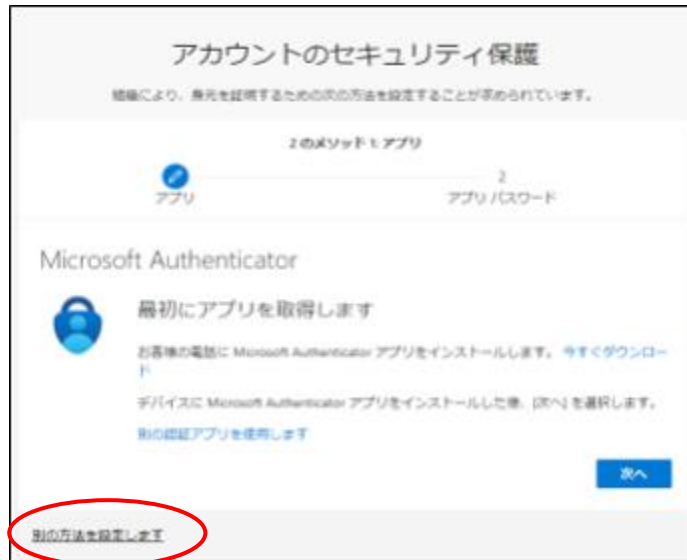 アカウントのセキュリティ保護
組織により、身元を証明するための次の方法を設定することが求められています。
2 のメソッド 1: アプリ
アプリ
2
アプリ パスワード
Microsoft Authenticator
最初にアプリを取得します
お客様の電話に Microsoft Authenticator アプリをインストールします。 今すぐダウンロー
ド
デバイスに Microsoft Authenticator アプリをインストールした後、[次へ] を選択します。
別の認証アプリを使用します
次へ
別の方法を設定します